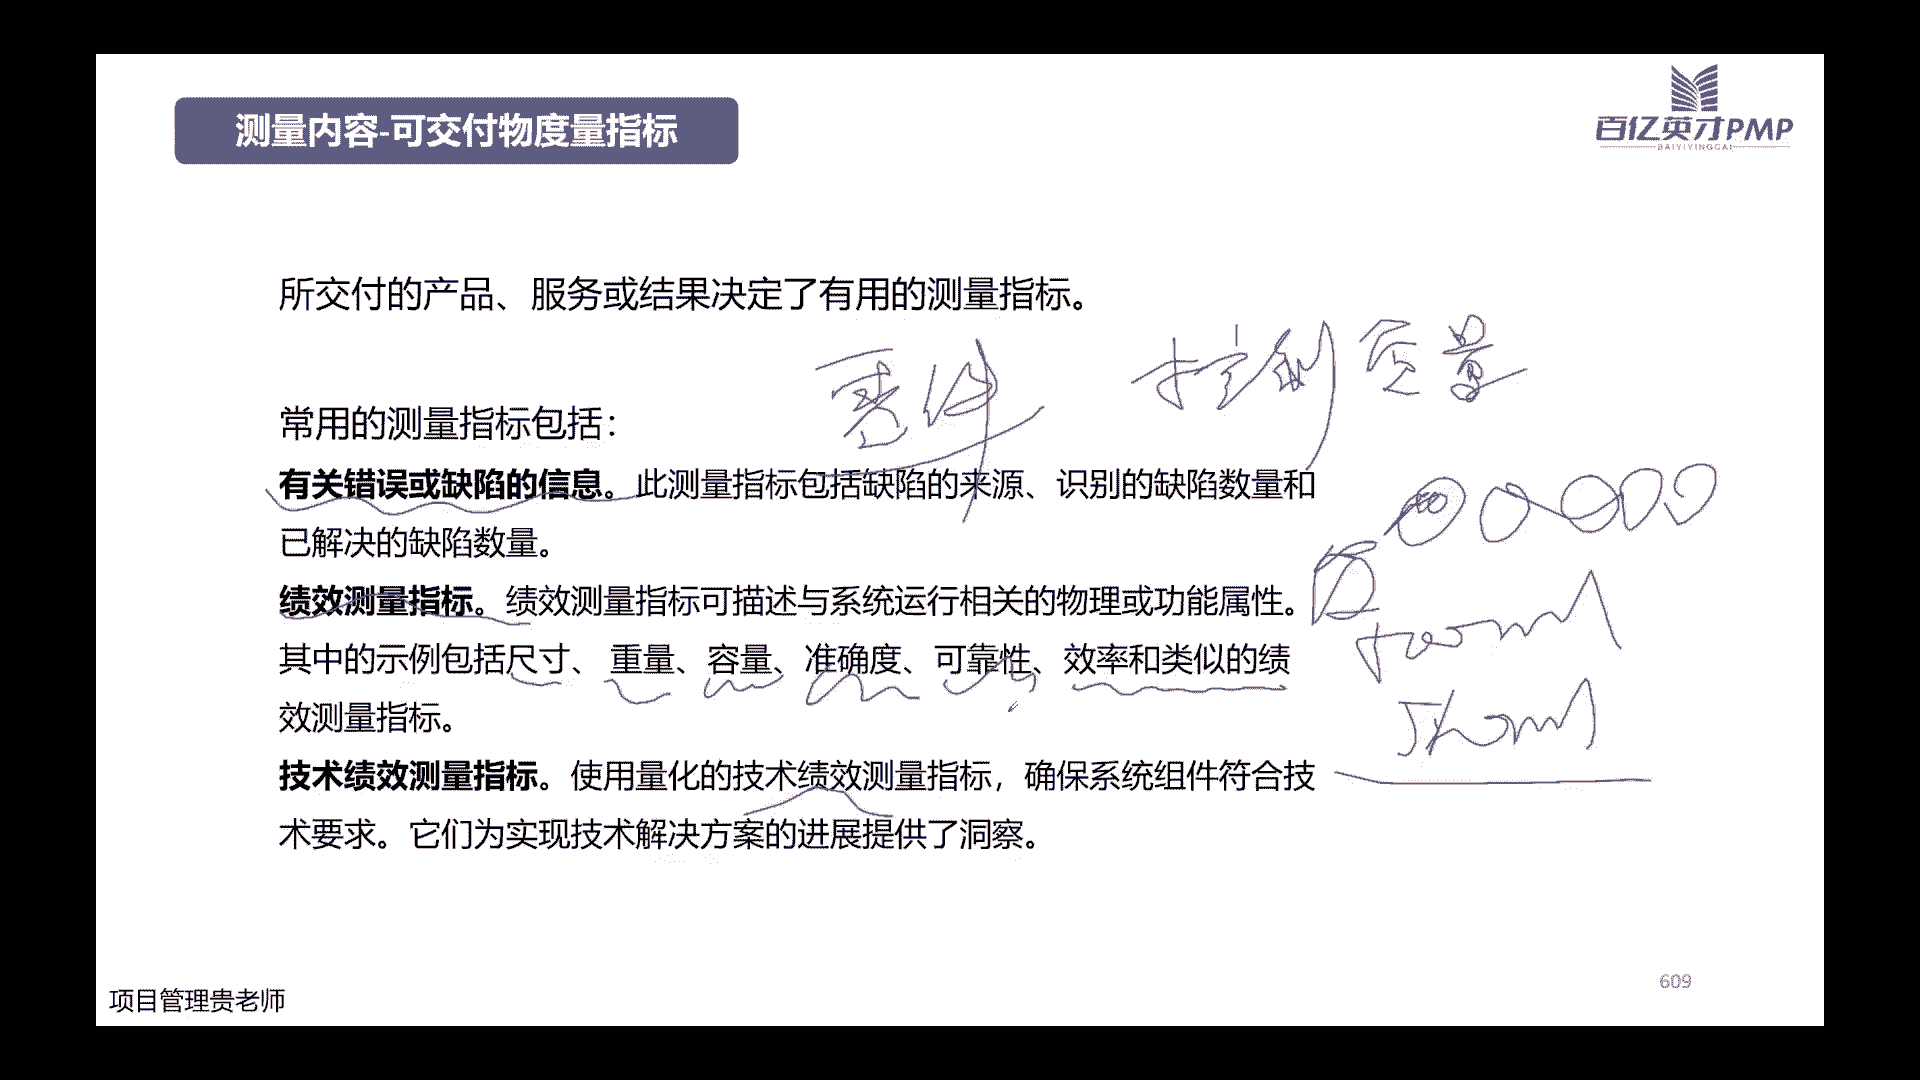 测量内容-可交付物度量指标
百亿英才PMP
BAIYIYINGCAI
所交付的产品、服务或结果决定了有用的测量指标。
控制质量
常用的测量指标包括：
有关错误或缺陷的信息。此测量指标包括缺陷的来源、识别的缺陷数量和
已解决的缺陷数量。
绩效测量指标。绩效测量指标可描述与系统运行相关的物理或功能属性。
其中的示例包括尺寸、重量、容量、准确度、可靠性、效率和类似的绩
效测量指标。
技术绩效测量指标。使用量化的技术绩效测量指标，确保系统组件符合技
术要求。它们为实现技术解决方案的进展提供了洞察。
609
项目管理贵老师